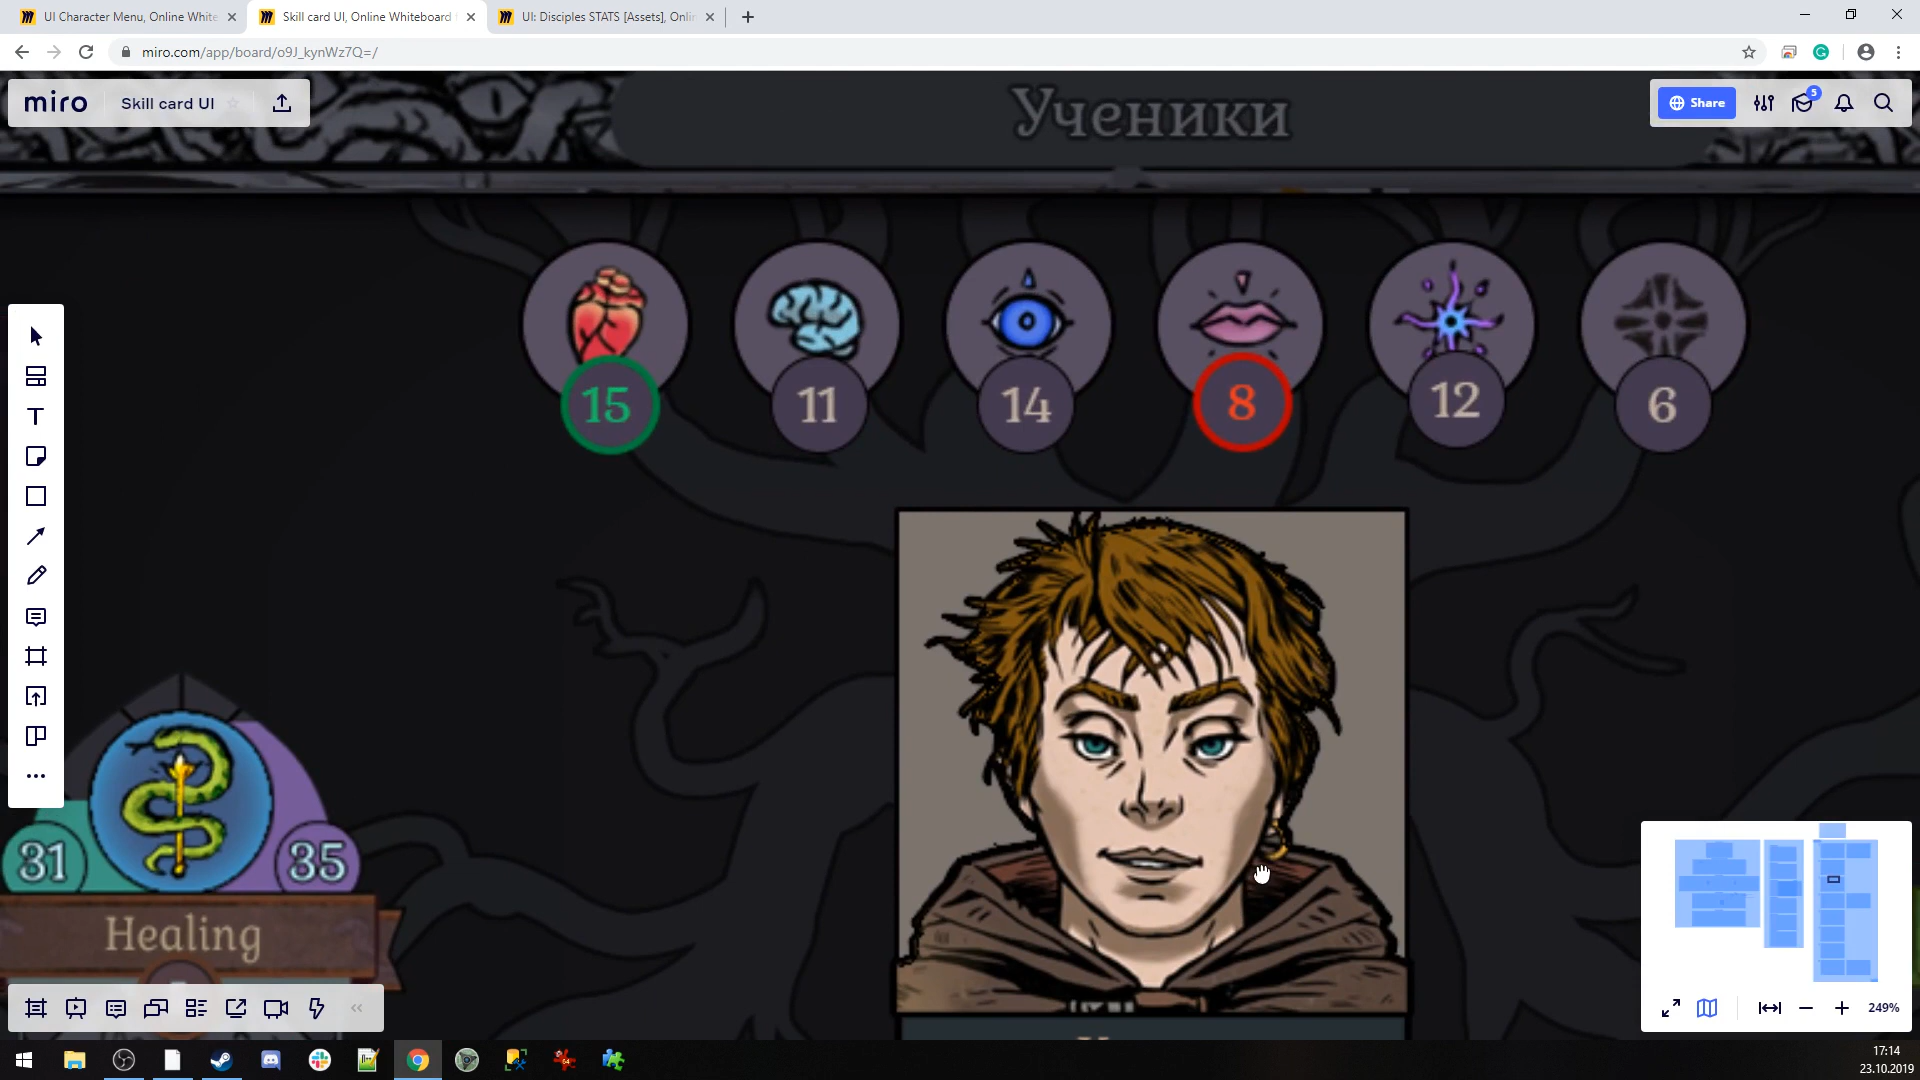 UI Character Menu, Online White
Skill card UI, Online Whiteboard
UI: Disciples STATS [Assets], Onlin
miro.com/app/board/o9J_kynWz7Q=/
miro
Skill card UI
Share
5
Ученики
15
11
14
8
12
6
31
35
Healing
249%
17:14
23.10.2019